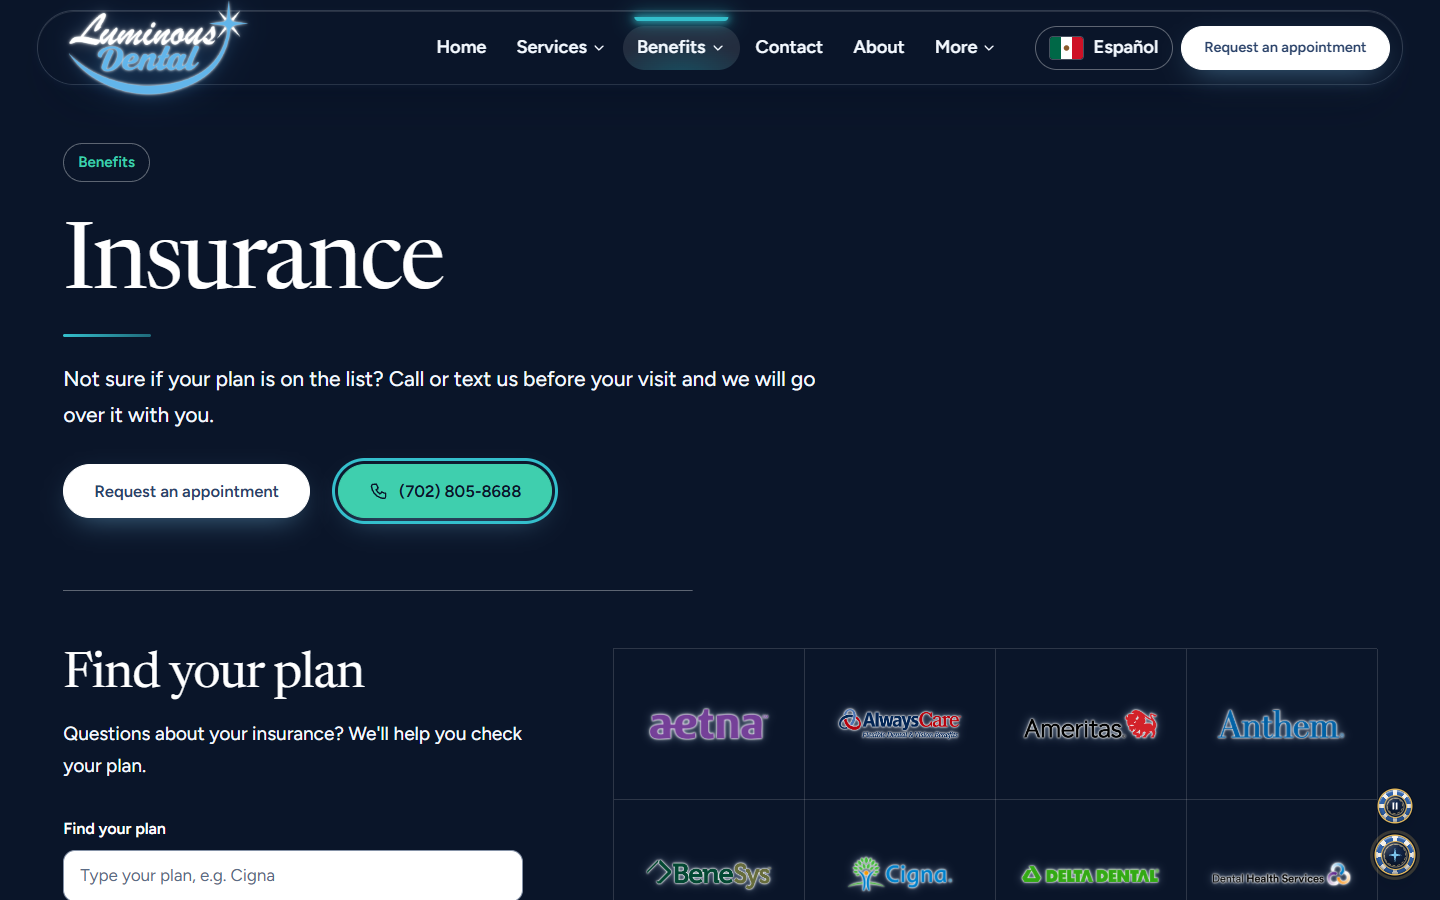 Luminous
Dental
Home
Services
Benefits
Contact
About
More
Español
Request an appointment
Benefits
Insurance
Not sure if your plan is on the list? Call or text us before your visit and we will go
over it with you.
Request an appointment
(702) 805-8688
Find your plan
Questions about your insurance? We'll help you check
your plan.
Find your plan
Type your plan, e.g. Cigna
aetna
AlwaysCare
Flexible Dental & Vision Benefits
Ameritas
Anthem.
BeneSys
Cigna.
DELTA DENTAL
Dental Health Services